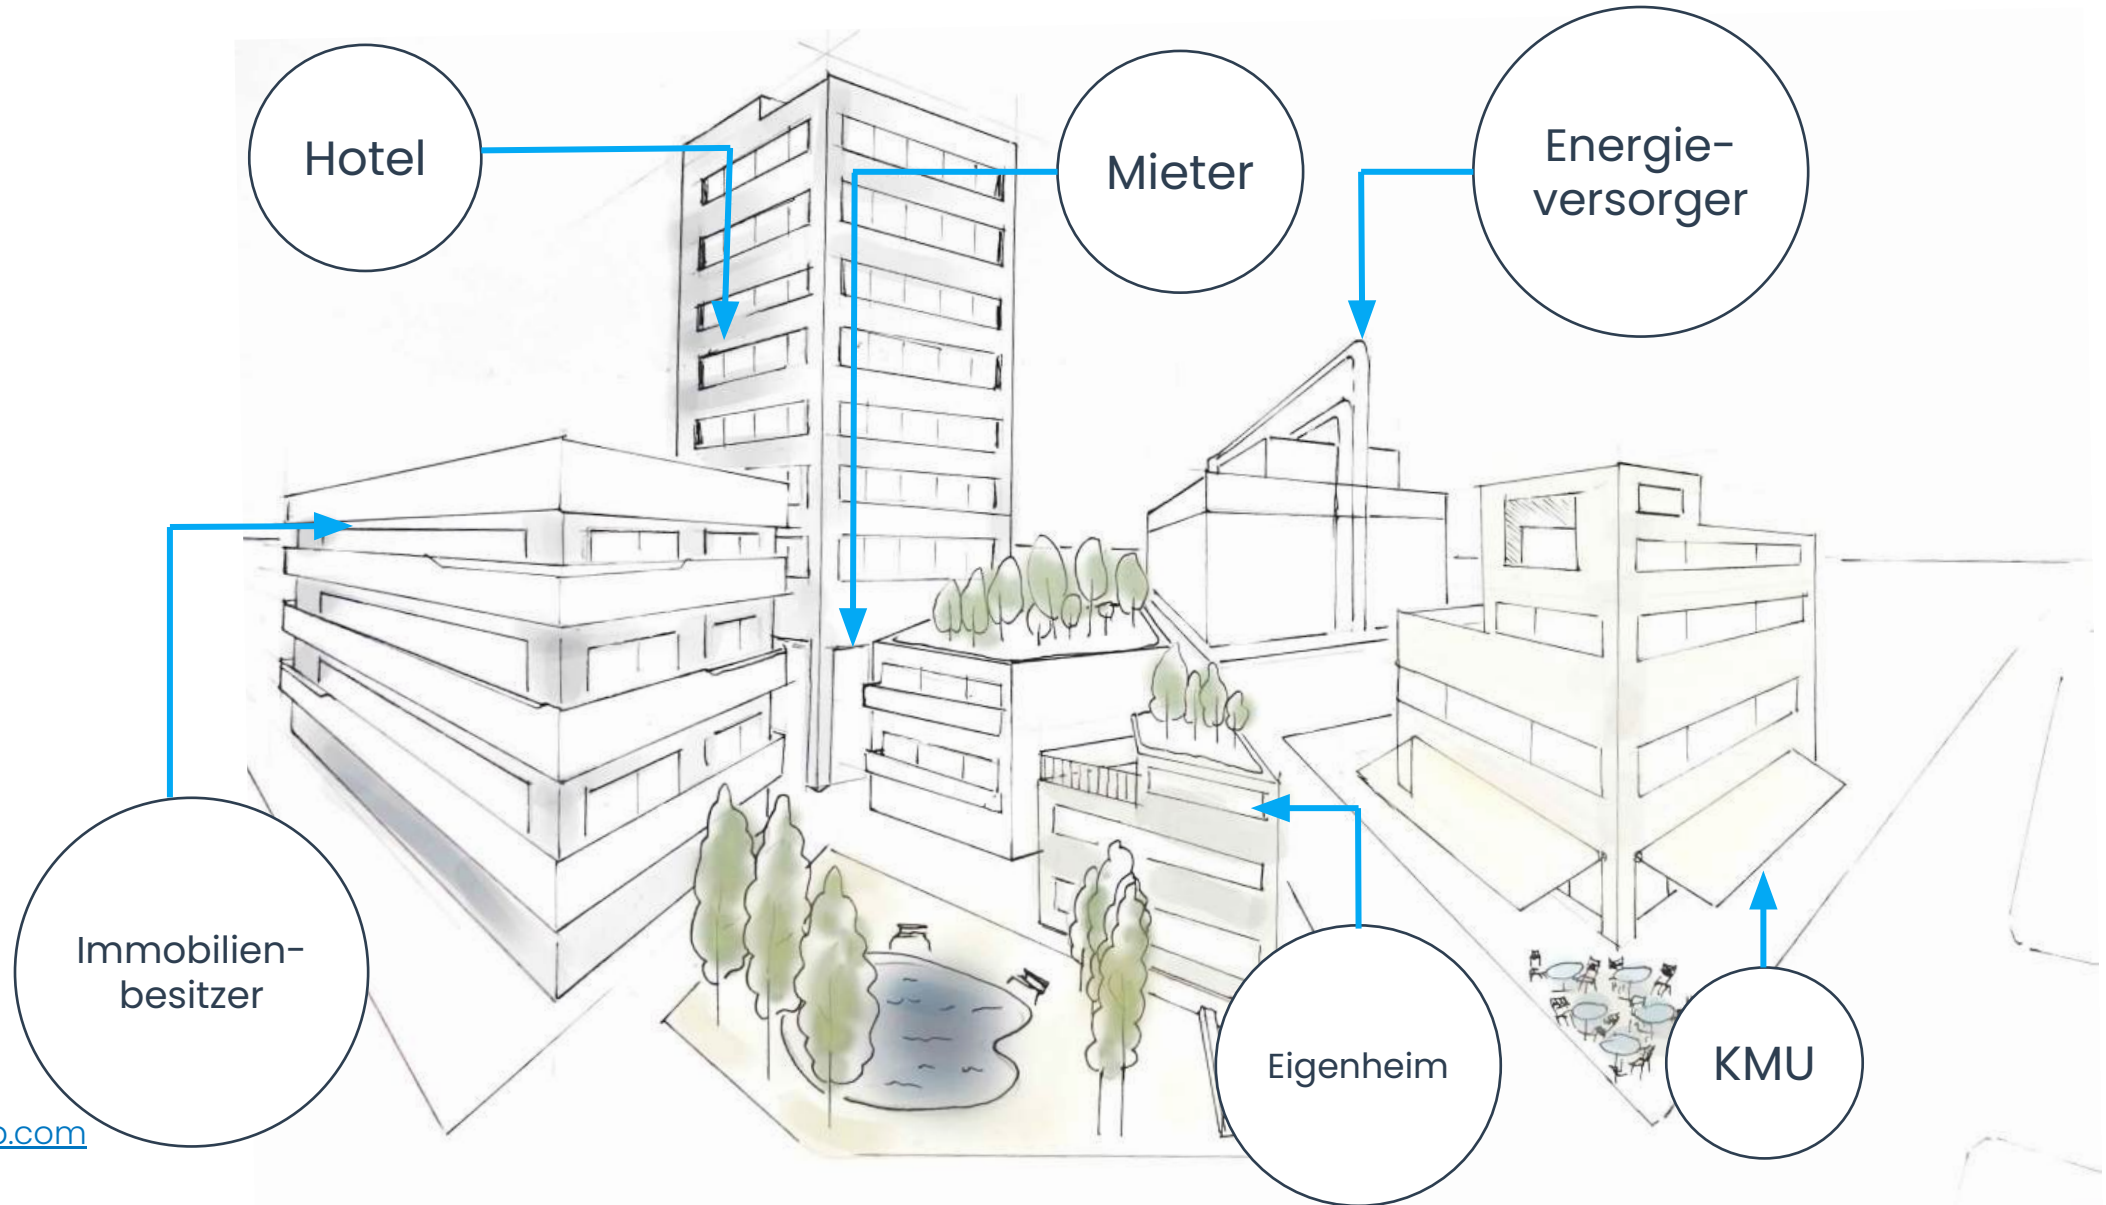 Hotel
Mieter
Energie-
versorger
Immobilien-
besitzer
Eigenheim
KMU
.com